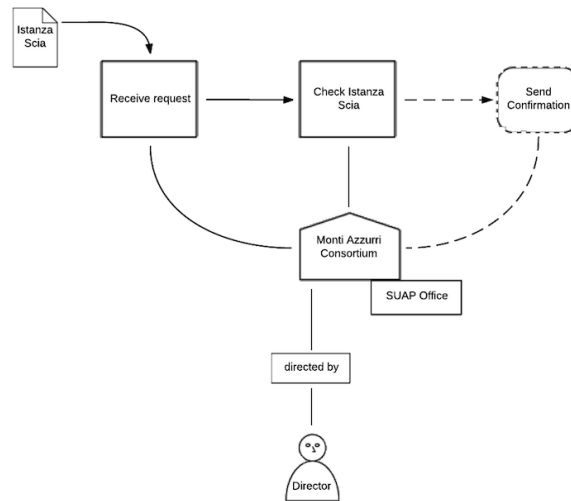 Istanza
Scia
Receive request
Check Istanza
Scia
Send
Confirmation
Monti Azzurri
Consortium
SUAP Office
directed by
Director